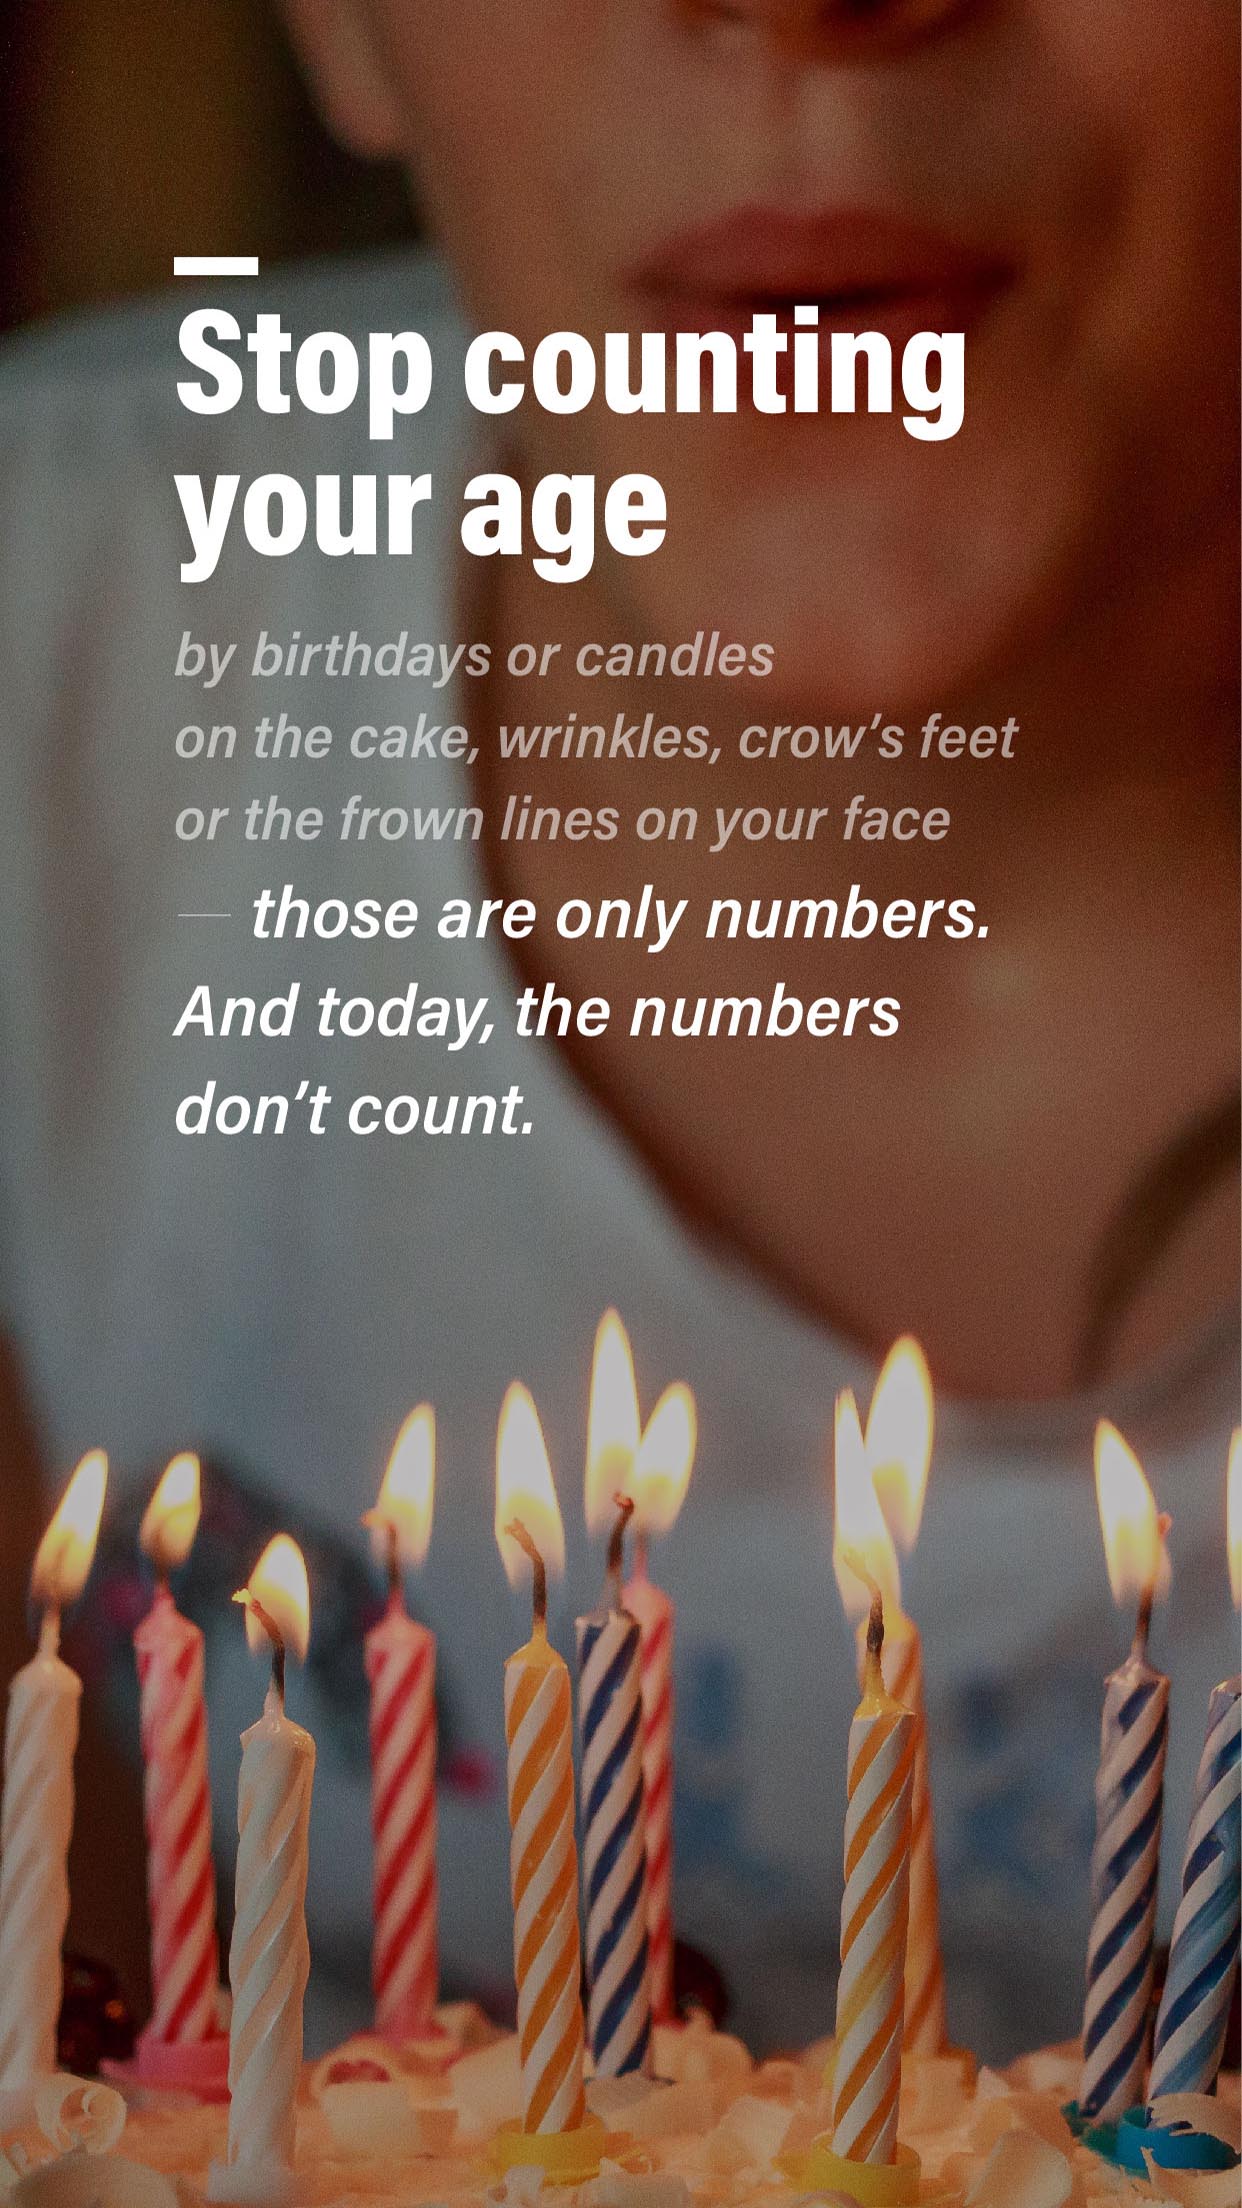 Stop counting
your age
by birthdays or candles
on the cake, wrinkles, crow’s feet
or the frown lines on your face
— those are only numbers.
And today, the numbers
don’t count.